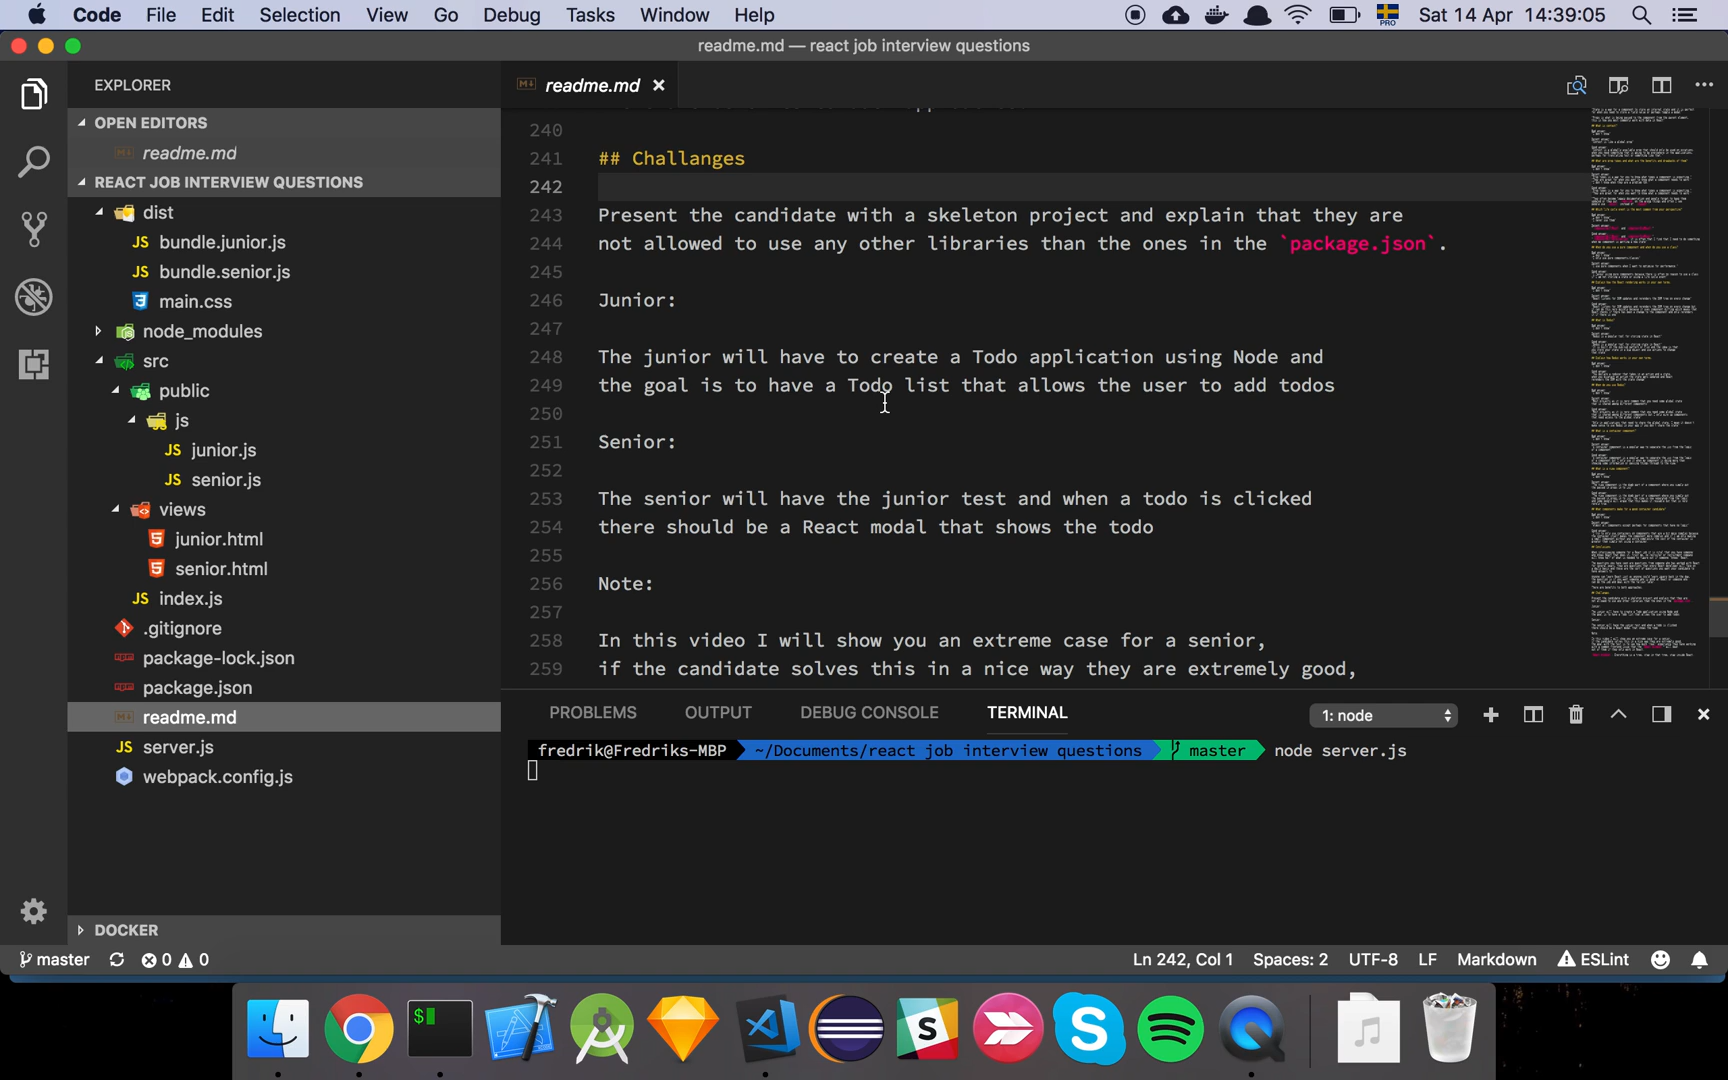 Code File Edit Selection View Go Debug Tasks Window Help PRO Sat 14 Apr 14:39:05
readme.md — react job interview questions
EXPLORER
OPEN EDITORS
readme.md
REACT JOB INTERVIEW QUESTIONS
dist
JS bundle.junior.js
JS bundle.senior.js
main.css
node_modules
src
public
js
JS junior.js
JS senior.js
views
junior.html
senior.html
JS index.js
.gitignore
package-lock.json
package.json
readme.md
JS server.js
webpack.config.js
DOCKER
readme.md
240
241 ## Challanges
242
243 Present the candidate with a skeleton project and explain that they are
244 not allowed to use any other libraries than the ones in the `package.json`.
245
246 Junior:
247
248 The junior will have to create a Todo application using Node and
249 the goal is to have a Todo list that allows the user to add todos
250
251 Senior:
252
253 The senior will have the junior test and when a todo is clicked
254 there should be a React modal that shows the todo
255
256 Note:
257
258 In this video I will show you an extreme case for a senior,
259 if the candidate solves this in a nice way they are extremely good,
PROBLEMS OUTPUT DEBUG CONSOLE TERMINAL 1: node
fredrik@Fredriks-MBP ~/Documents/react job interview questions master node server.js
master 0 0 Ln 242, Col 1 Spaces: 2 UTF-8 LF Markdown ESLint
$
S